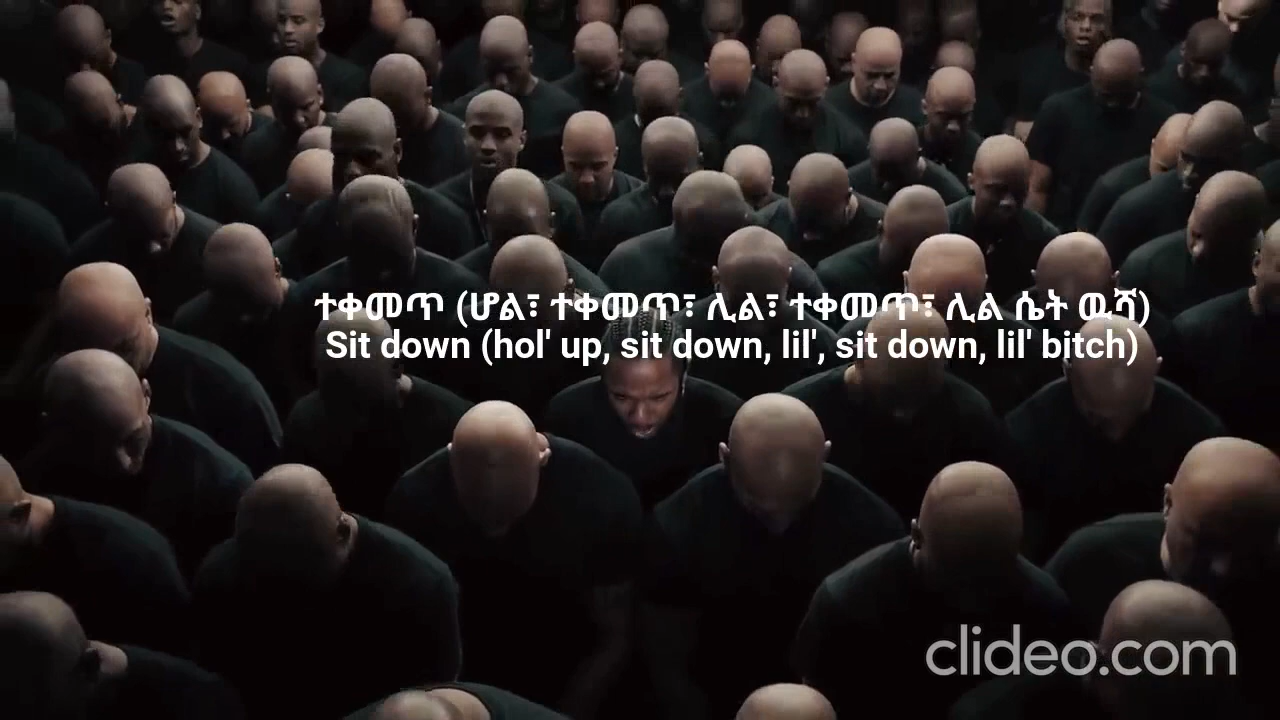 ተቀመጥ (ሆል፣ ተቀመጥ፣ ሊል፣ ተቀመጥ፣ ሊል ሴት ዉሻ)
Sit down (hol' up, sit down, lil', sit down, lil' bitch)
clideo.com